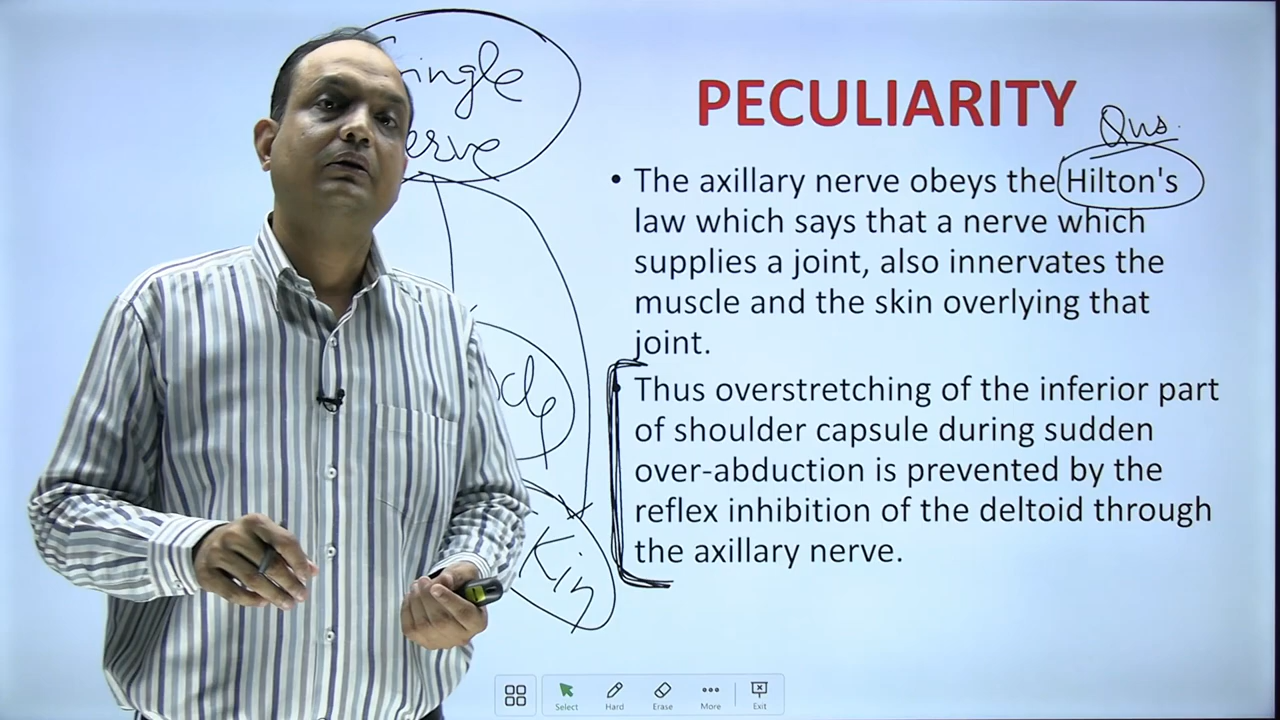 ingle
erve
PECULIARITY
Qus.
• The axillary nerve obeys the Hilton's
law which says that a nerve which
supplies a joint, also innervates the
muscle and the skin overlying that
joint.
• Thus overstretching of the inferior part
of shoulder capsule during sudden
over-abduction is prevented by the
reflex inhibition of the deltoid through
the axillary nerve.
Kin
Select
Hard
Erase
More
Exit